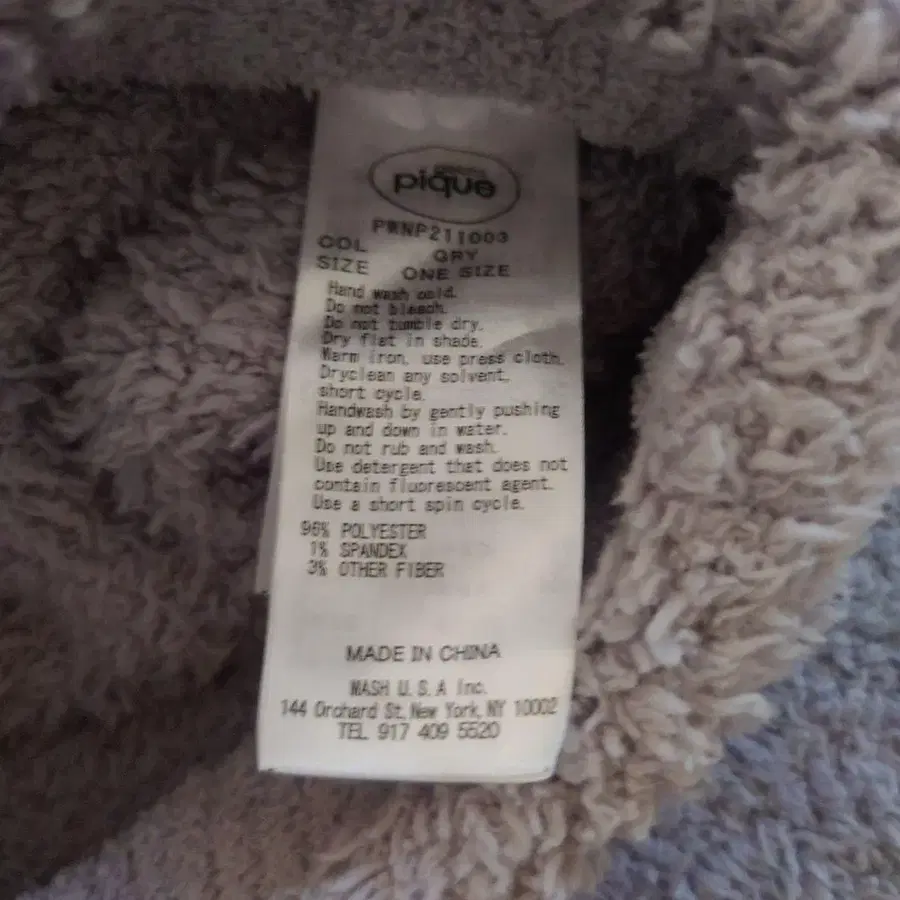 pique
PWNP211003
COL GRY
SIZE ONE SIZE
Hand wash cold.
Do not bleach.
Do not tumble dry.
Dry flat in shade.
Warm iron, use press cloth.
Dryclean any solvent,
short cycle.
Handwash by gently pushing
up and down in water.
Do not rub and wash.
Use detergent that does not
contain fluorescent agent.
Use a short spin cycle.
96% POLYESTER
1% SPANDEX
3% OTHER FIBER
MADE IN CHINA
MASH U.S.A Inc.
144 Orchard St, New York, NY 10002
TEL 917 409 5520